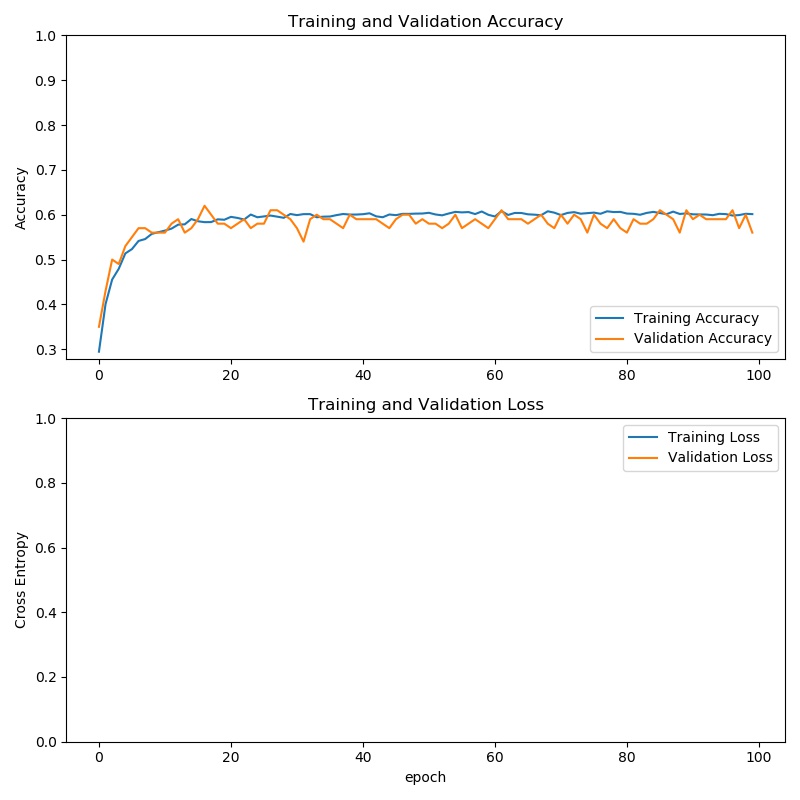 Training and Validation Accuracy
1.0
0.9
0.8
0.7
0.6
0.5
0.4
0.3
Accuracy
Training Accuracy
Validation Accuracy
0 20 40 60 80 100
Training and Validation Loss
1.0
0.8
0.6
0.4
0.2
0.0
Cross Entropy
Training Loss
Validation Loss
0 20 40 60 80 100
epoch